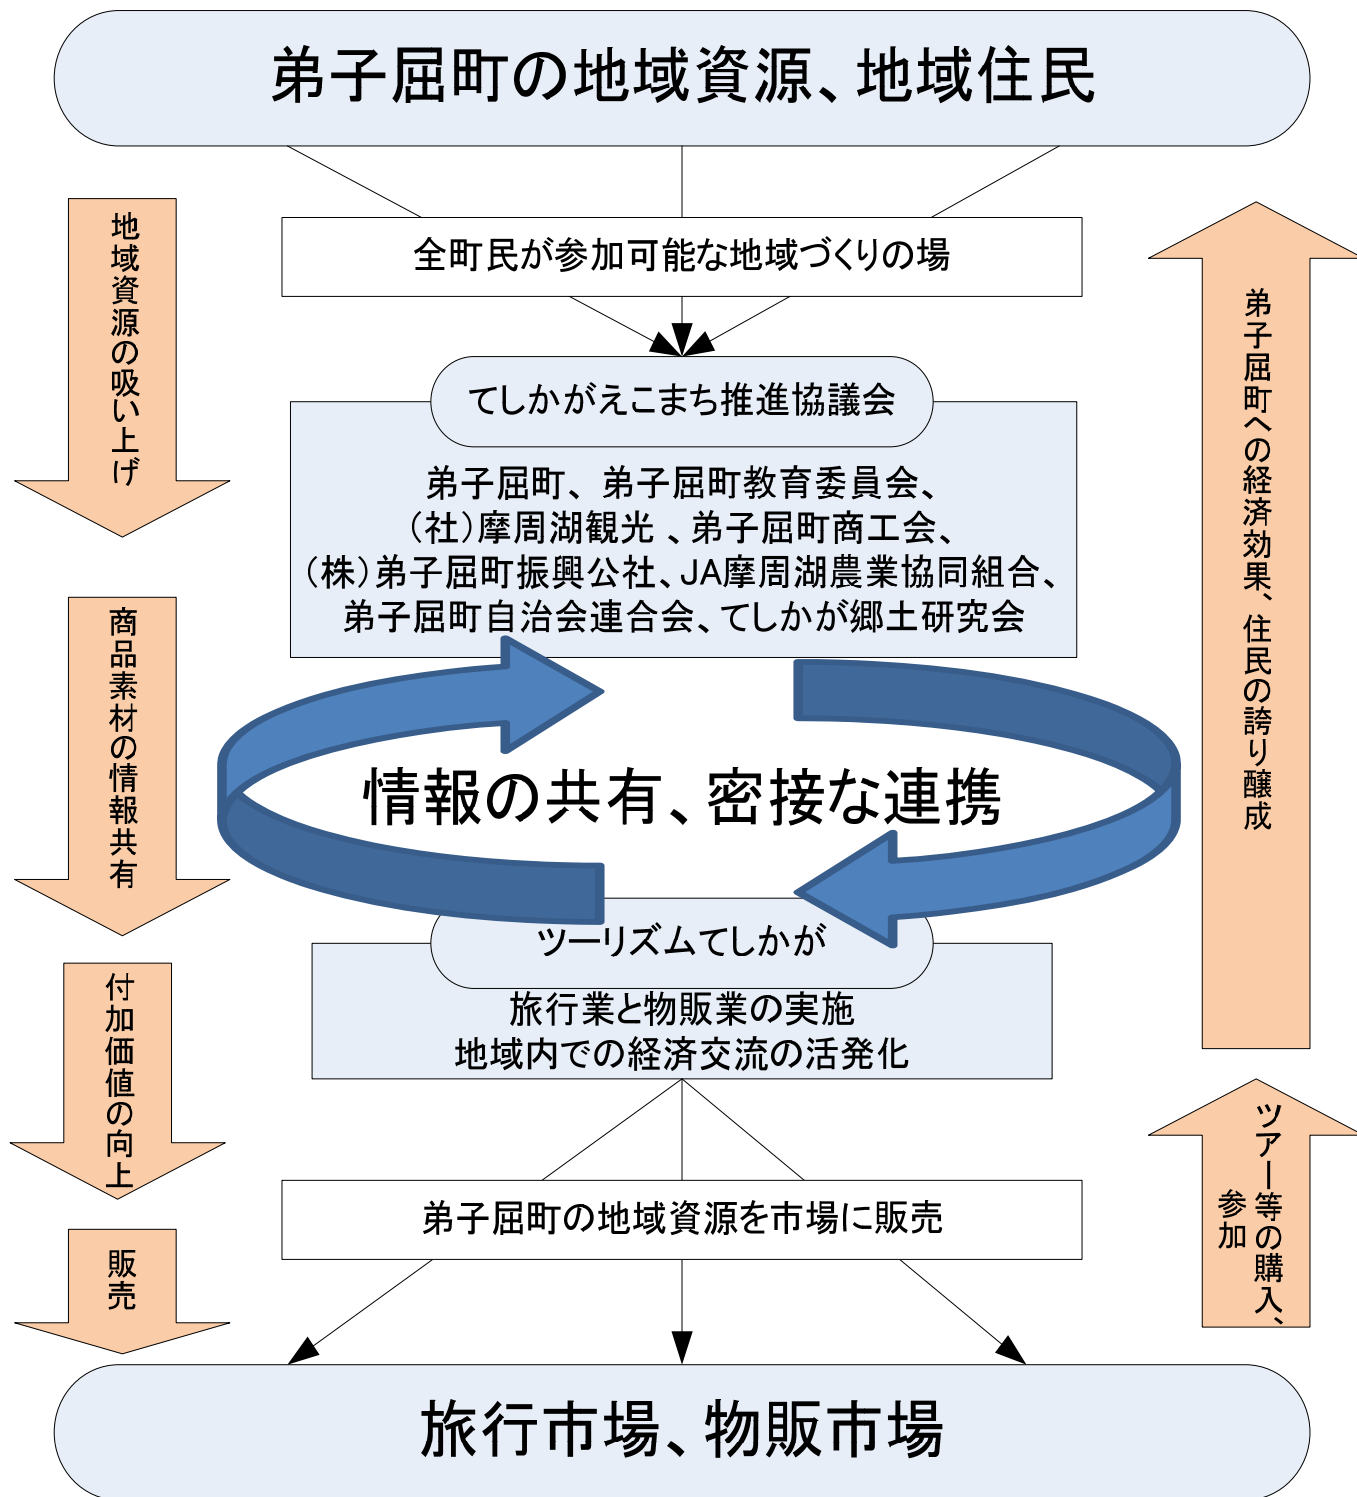 弟子屈町の地域資源、地域住民
全町民が参加可能な地域づくりの場
地域資源の吸い上げ
てしかがえこまち推進協議会
弟子屈町、弟子屈町教育委員会、
（社）摩周湖観光 、弟子屈町商工会、
（株）弟子屈町振興公社、JA摩周湖農業協同組合、
弟子屈町自治会連合会、てしかが郷土研究会
弟子屈町への経済効果、住民の誇り醸成
商品素材の情報共有
情報の共有、密接な連携
ツーリズムてしかが
旅行業と物販業の実施
地域内での経済交流の活発化
付加価値の向上
ツアー等の購入、
参加
弟子屈町の地域資源を市場に販売
販売
旅行市場、物販市場